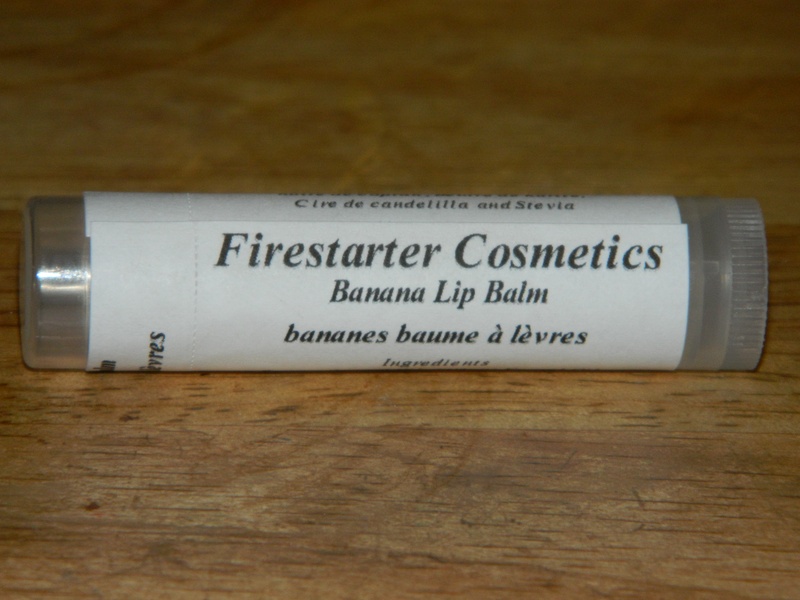 Cire de candelilla and Stevia
Firestarter Cosmetics
Banana Lip Balm
bananes baume à lèvres
Ingredients